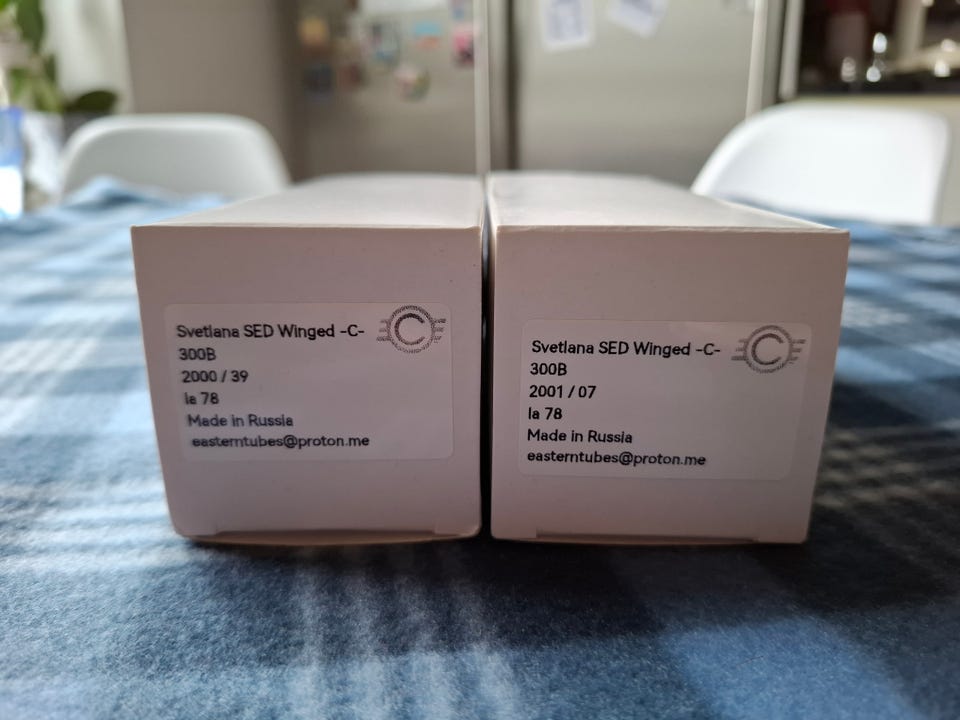 Svetlana SED Winged -C-
300B
2000 / 39
Ia 78
Made in Russia
easterntubes@proton.me
C
Svetlana SED Winged -C-
300B
2001 / 07
Ia 78
Made in Russia
easterntubes@proton.me
C